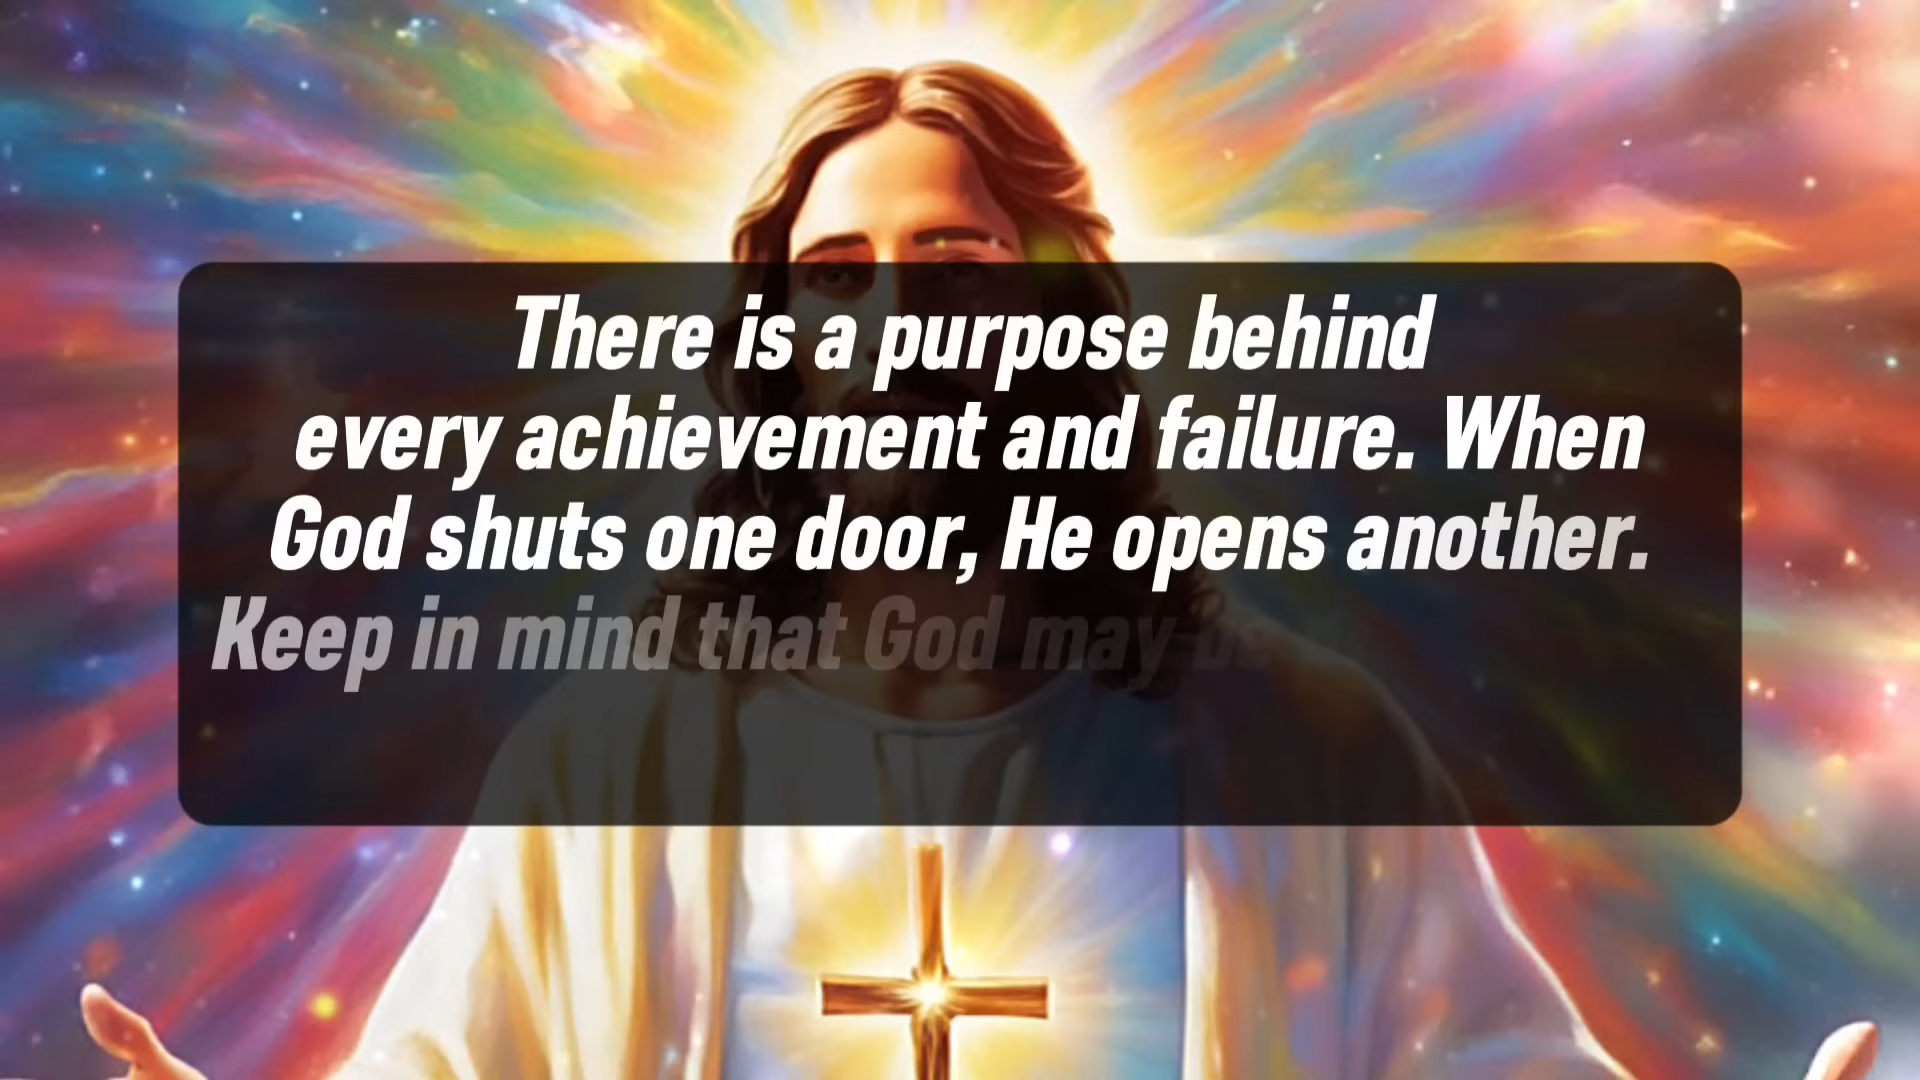 There is a purpose behind
every achievement and failure. When
God shuts one door, He opens another.
Keep in mind that God may be